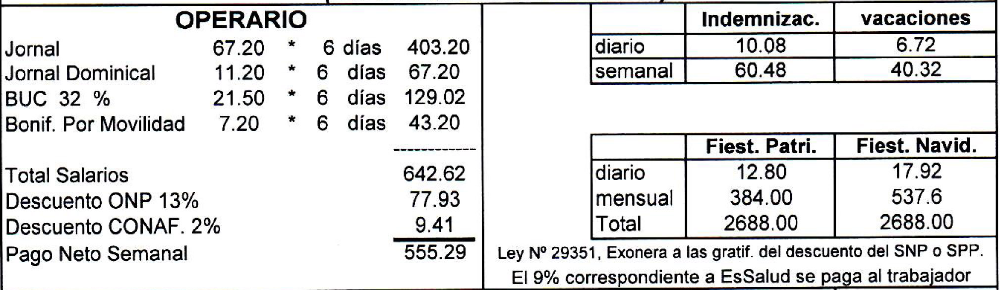 OPERARIO
Jornal 67.20 * 6 días 403.20
Jornal Dominical 11.20 * 6 días 67.20
BUC 32 % 21.50 * 6 días 129.02
Bonif. Por Movilidad 7.20 * 6 días 43.20
-------------
Total Salarios 642.62
Descuento ONP 13% 77.93
Descuento CONAF. 2% 9.41
Pago Neto Semanal 555.29
Indemnizac. vacaciones
diario 10.08 6.72
semanal 60.48 40.32
Fiest. Patri. Fiest. Navid.
diario 12.80 17.92
mensual 384.00 537.6
Total 2688.00 2688.00
Ley Nº 29351, Exonera a las gratif. del descuento del SNP o SPP.
El 9% correspondiente a EsSalud se paga al trabajador